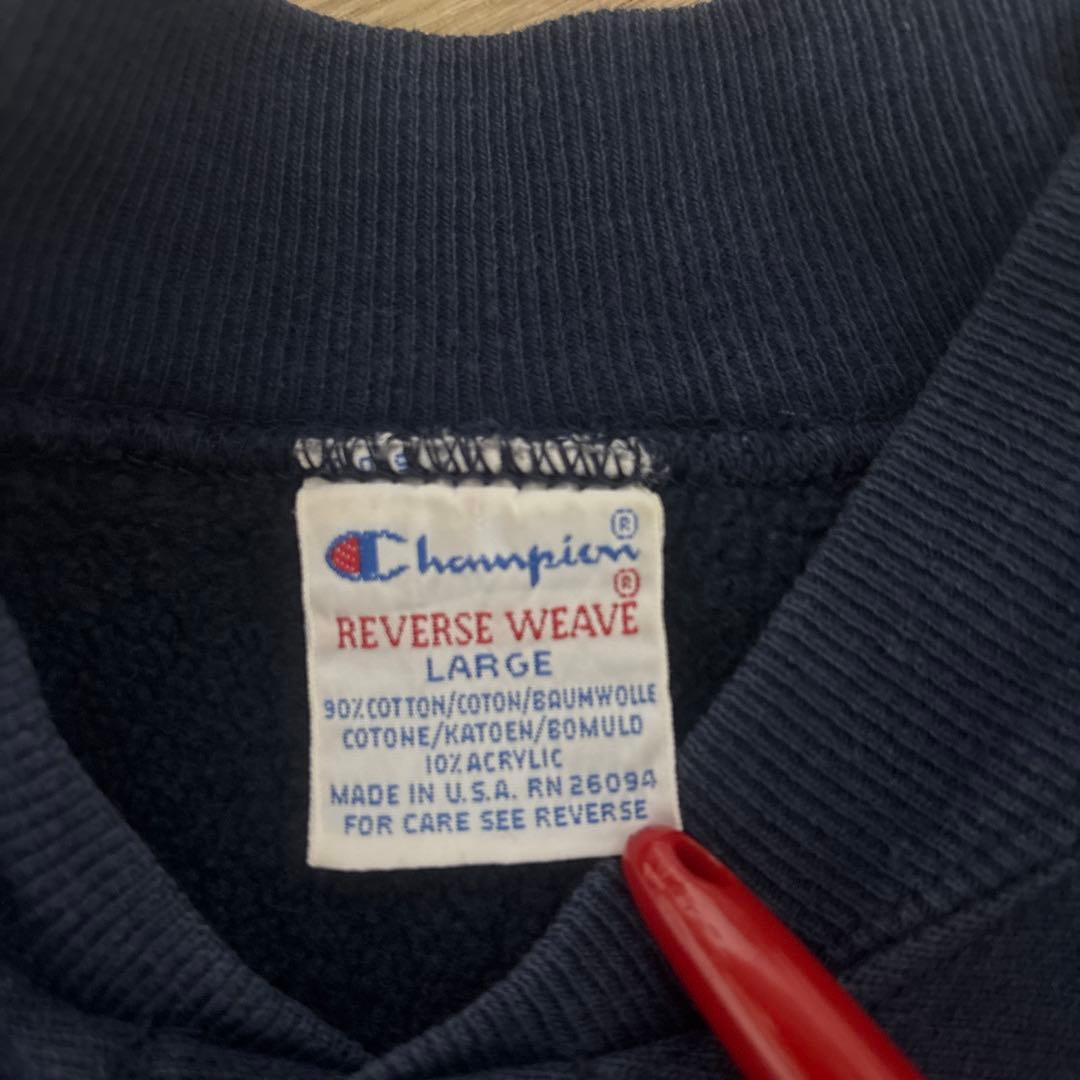 Champion®
REVERSE WEAVE®
LARGE
90% COTTON/COTON/BAUMWOLLE
COTONE/KATOEN/BOMULD
10% ACRYLIC
MADE IN U.S.A. RN 26094
FOR CARE SEE REVERSE